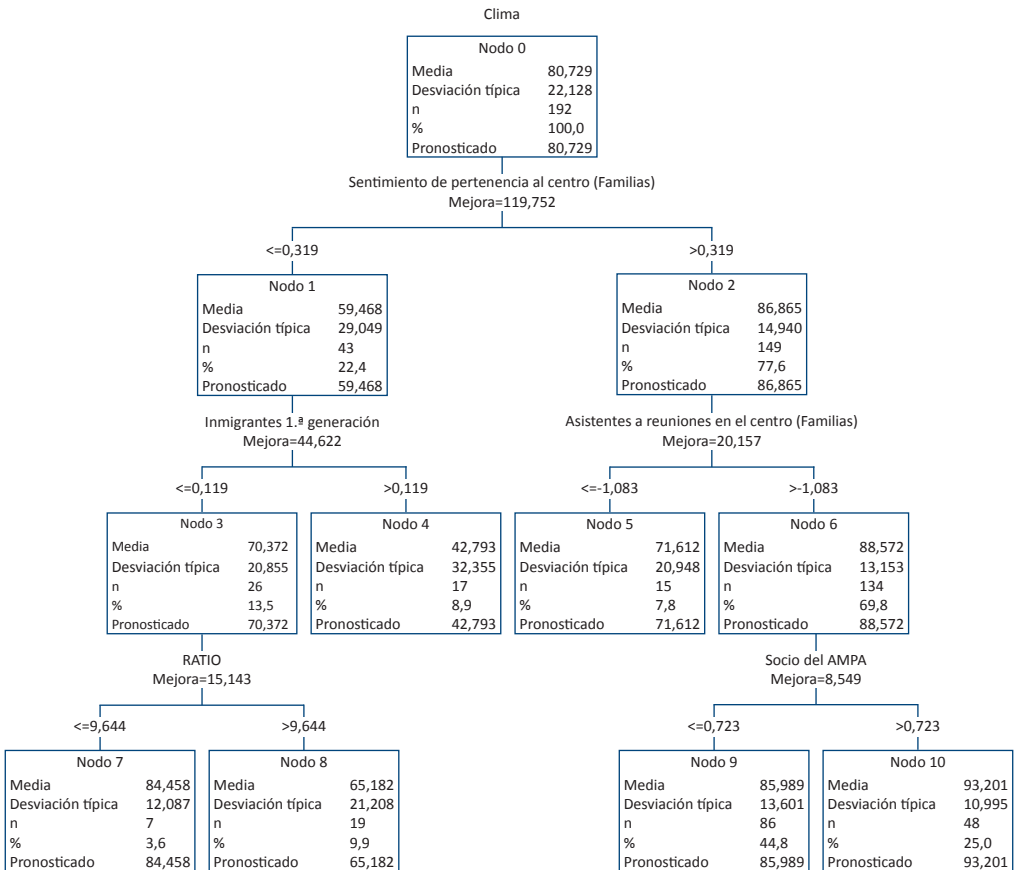 Clima
Nodo 0
Media 80,729
Desviación típica 22,128
n 192
% 100,0
Pronosticado 80,729
Sentimiento de pertenencia al centro (Familias)
Mejora=119,752
<=0,319
>0,319
Nodo 1
Media 59,468
Desviación típica 29,049
n 43
% 22,4
Pronosticado 59,468
Nodo 2
Media 86,865
Desviación típica 14,940
n 149
% 77,6
Pronosticado 86,865
Inmigrantes 1.ª generación
Mejora=44,622
Asistentes a reuniones en el centro (Familias)
Mejora=20,157
<=0,119
>0,119
<=-1,083
>-1,083
Nodo 3
Media 70,372
Desviación típica 20,855
n 26
% 13,5
Pronosticado 70,372
Nodo 4
Media 42,793
Desviación típica 32,355
n 17
% 8,9
Pronosticado 42,793
Nodo 5
Media 71,612
Desviación típica 20,948
n 15
% 7,8
Pronosticado 71,612
Nodo 6
Media 88,572
Desviación típica 13,153
n 134
% 69,8
Pronosticado 88,572
RATIO
Mejora=15,143
Socio del AMPA
Mejora=8,549
<=9,644
>9,644
<=0,723
>0,723
Nodo 7
Media 84,458
Desviación típica 12,087
n 7
% 3,6
Pronosticado 84,458
Nodo 8
Media 65,182
Desviación típica 21,208
n 19
% 9,9
Pronosticado 65,182
Nodo 9
Media 85,989
Desviación típica 13,601
n 86
% 44,8
Pronosticado 85,989
Nodo 10
Media 93,201
Desviación típica 10,995
n 48
% 25,0
Pronosticado 93,201